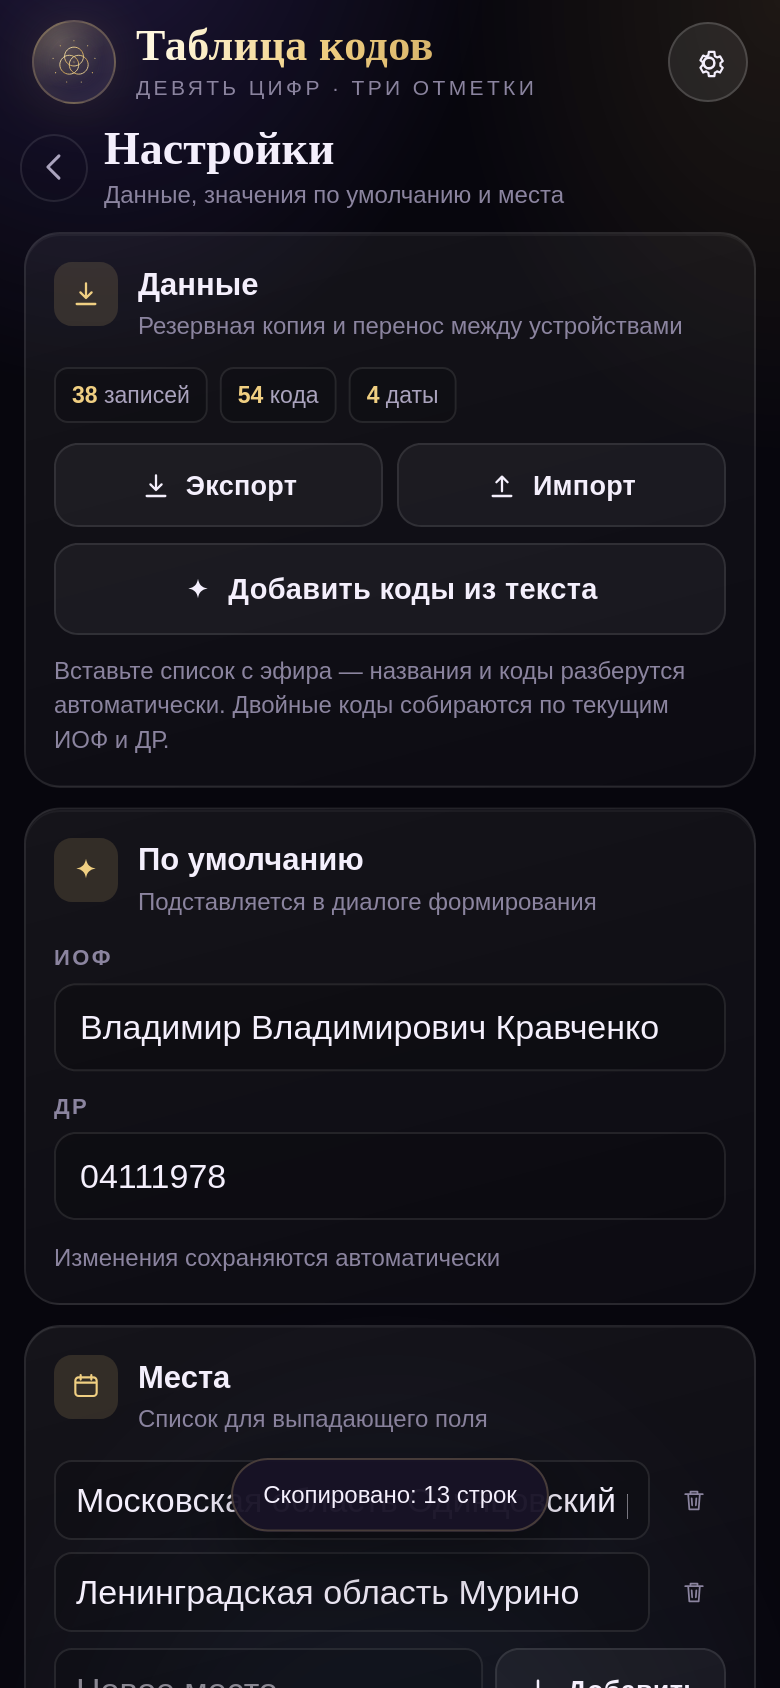 Таблица кодов
ДЕВЯТЬ ЦИФР · ТРИ ОТМЕТКИ
Настройки
Данные, значения по умолчанию и места
Данные
Резервная копия и перенос между устройствами
38 записей 54 кода 4 даты
Экспорт Импорт
Добавить коды из текста
Вставьте список с эфира — названия и коды разберутся
автоматически. Двойные коды собираются по текущим
ИОФ и ДР.
По умолчанию
Подставляется в диалоге формирования
ИОФ
Владимир Владимирович Кравченко
ДР
04111978
Изменения сохраняются автоматически
Места
Список для выпадающего поля
Скопировано: 13 строк
Ленинградская область Мурино
Новое место Добавить